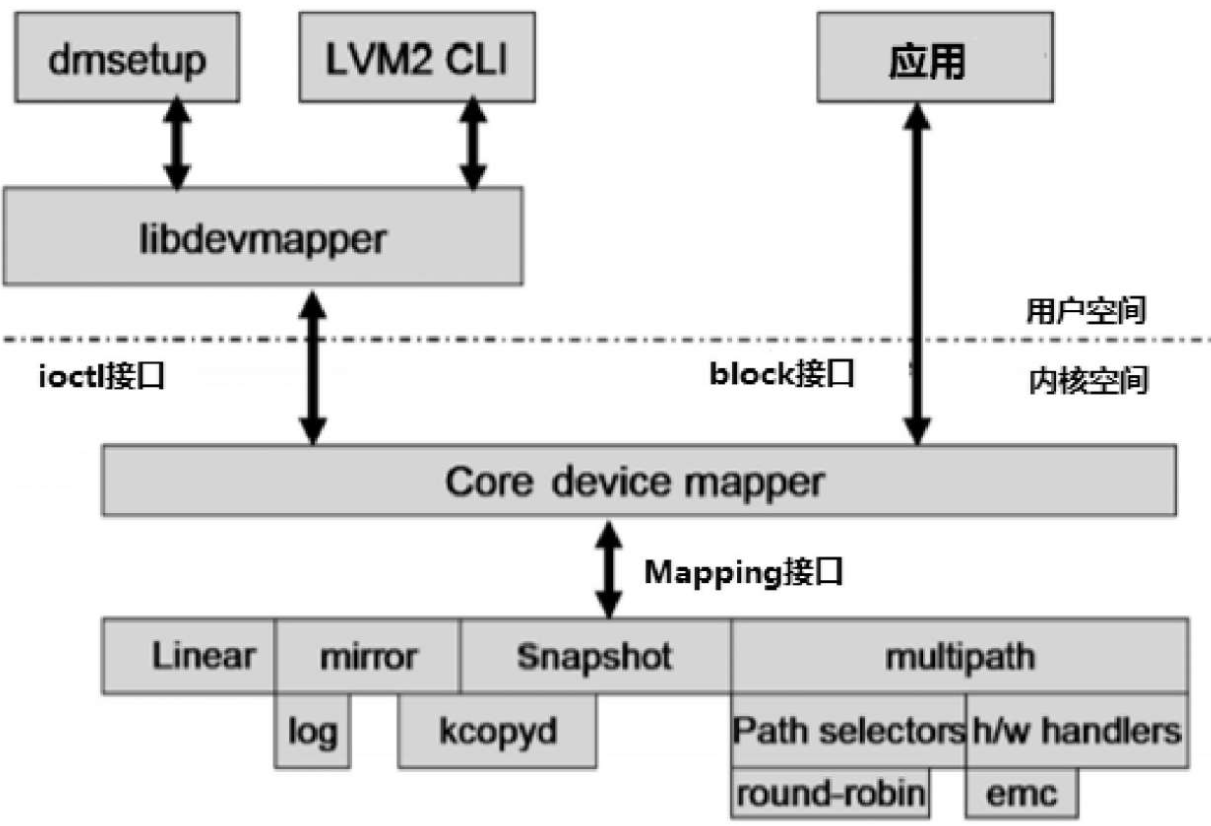 dmsetup
LVM2 CLI
应用
libdevmapper
用户空间
ioctl接口
block接口
内核空间
Core device mapper
Mapping接口
Linear
mirror
Snapshot
multipath
log
kcopyd
Path selectors
h/w handlers
round-robin
emc